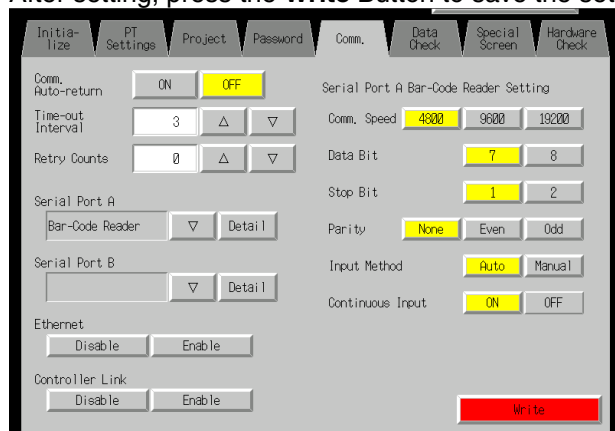 After setting, press the Write Button to save the set
Initia-
lize
PT
Settings
Project
Password
Comm.
Data
Check
Special
Screen
Hardware
Check
Comm.
Auto-return
ON
OFF
Time-out
Interval
3
△
▽
Retry Counts
0
△
▽
Serial Port A
Bar-Code Reader
▽
Detail
Serial Port B
▽
Detail
Ethernet
Disable
Enable
Controller Link
Disable
Enable
Serial Port A Bar-Code Reader Setting
Comm. Speed
4800
9600
19200
Data Bit
7
8
Stop Bit
1
2
Parity
None
Even
Odd
Input Method
Auto
Manual
Continuous Input
ON
OFF
Write